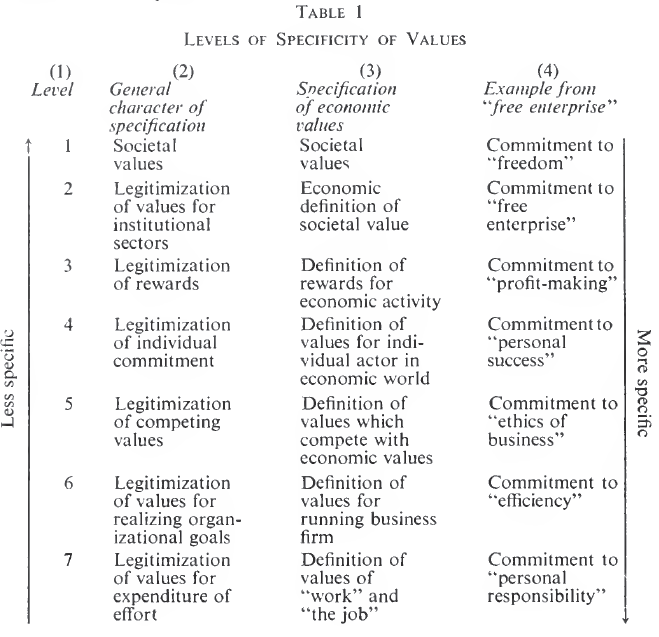 TABLE 1
LEVELS OF SPECIFICITY OF VALUES
(1) (2) (3) (4)
Level General Specification Example from
character of of economic “free enterprise”
specification values
1 Societal Societal Commitment to
values values “freedom”
2 Legitimization Economic Commitment to
of values for definition of “free
institutional societal value enterprise”
sectors
3 Legitimization Definition of Commitment to
of rewards rewards for “profit-making”
economic activity
4 Legitimization Definition of Commitment to
of individual values for indi- “personal
commitment vidual actor in success”
economic world
5 Legitimization Definition of Commitment to
of competing values which “ethics of
values compete with business”
economic values
6 Legitimization Definition of Commitment to
of values for values for “efficiency”
realizing organ- running business
izational goals firm
7 Legitimization Definition of Commitment to
of values for values of “personal
expenditure of “work” and responsibility”
effort “the job”
Less specific
More specific